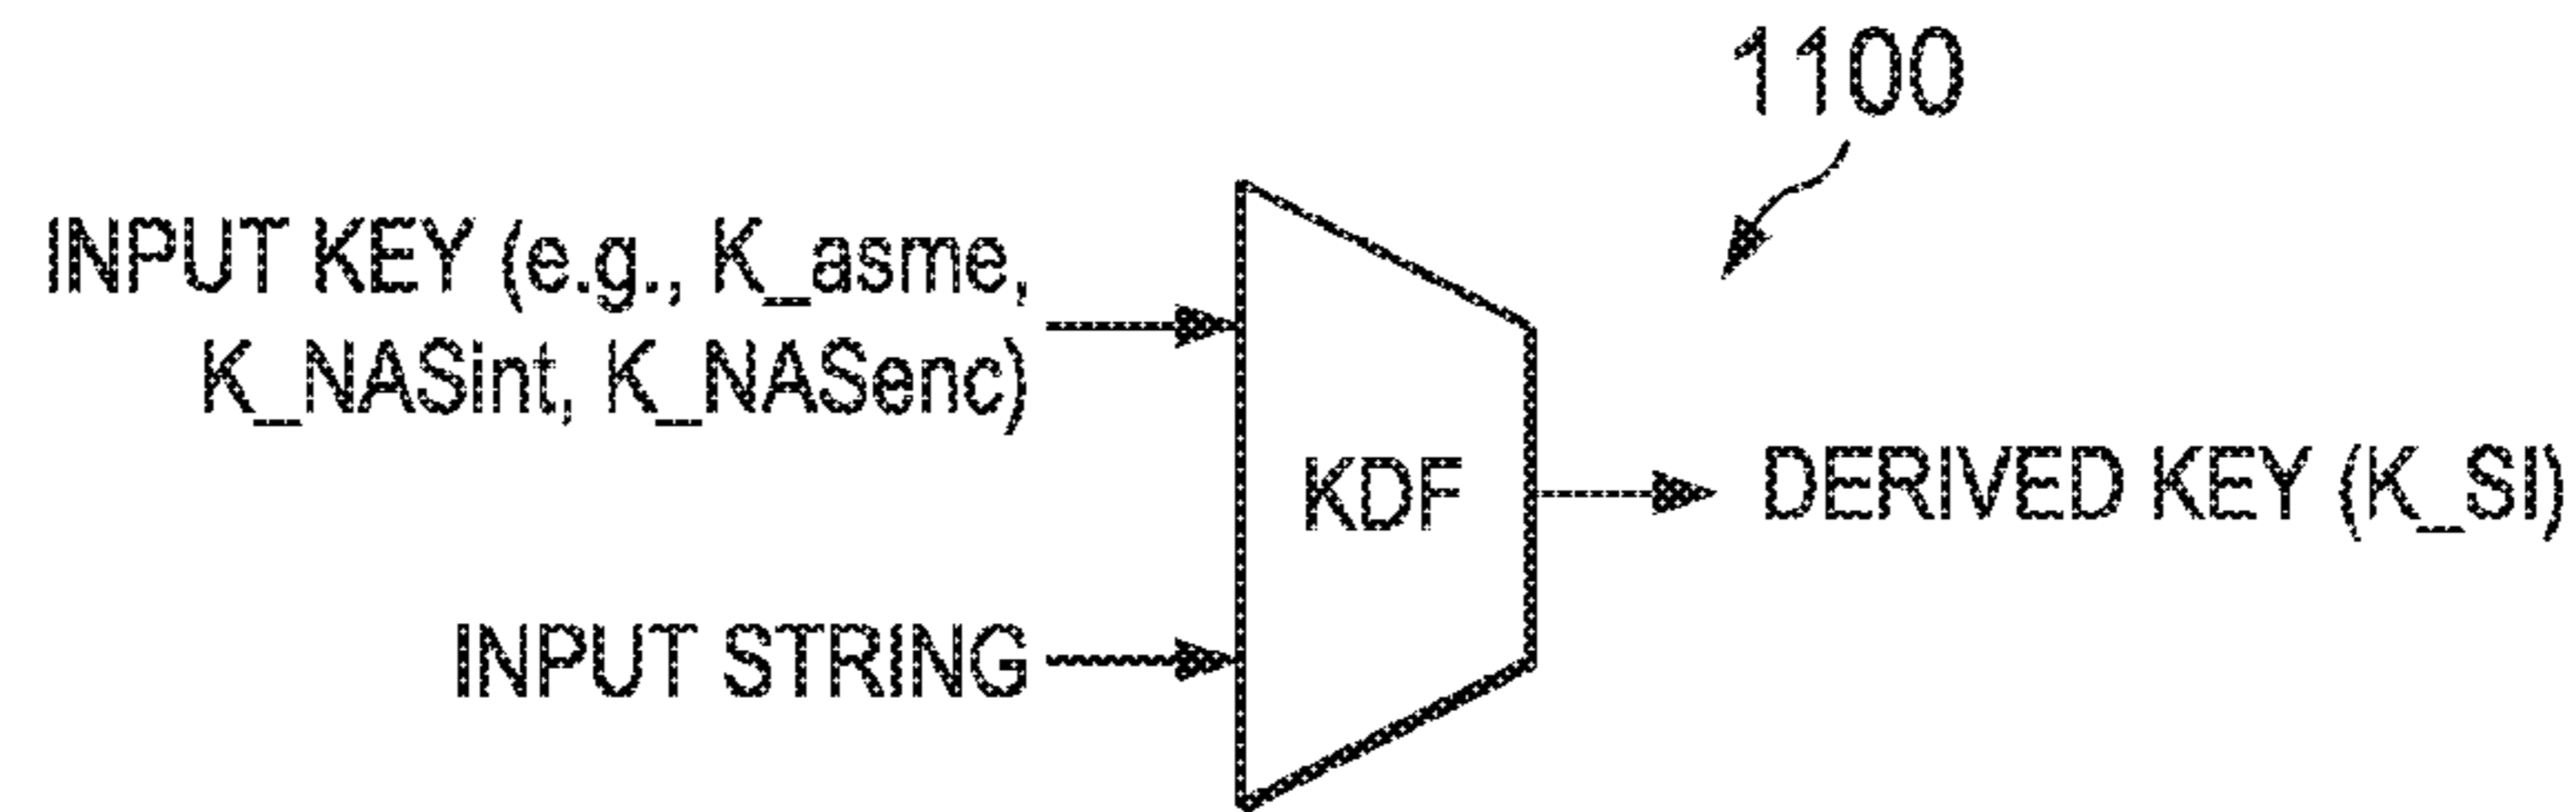 1100
INPUT KEY (e.g., K_asme,
K_NASint, K_NASenc)
KDF
DERIVED KEY (K_SI)
INPUT STRING